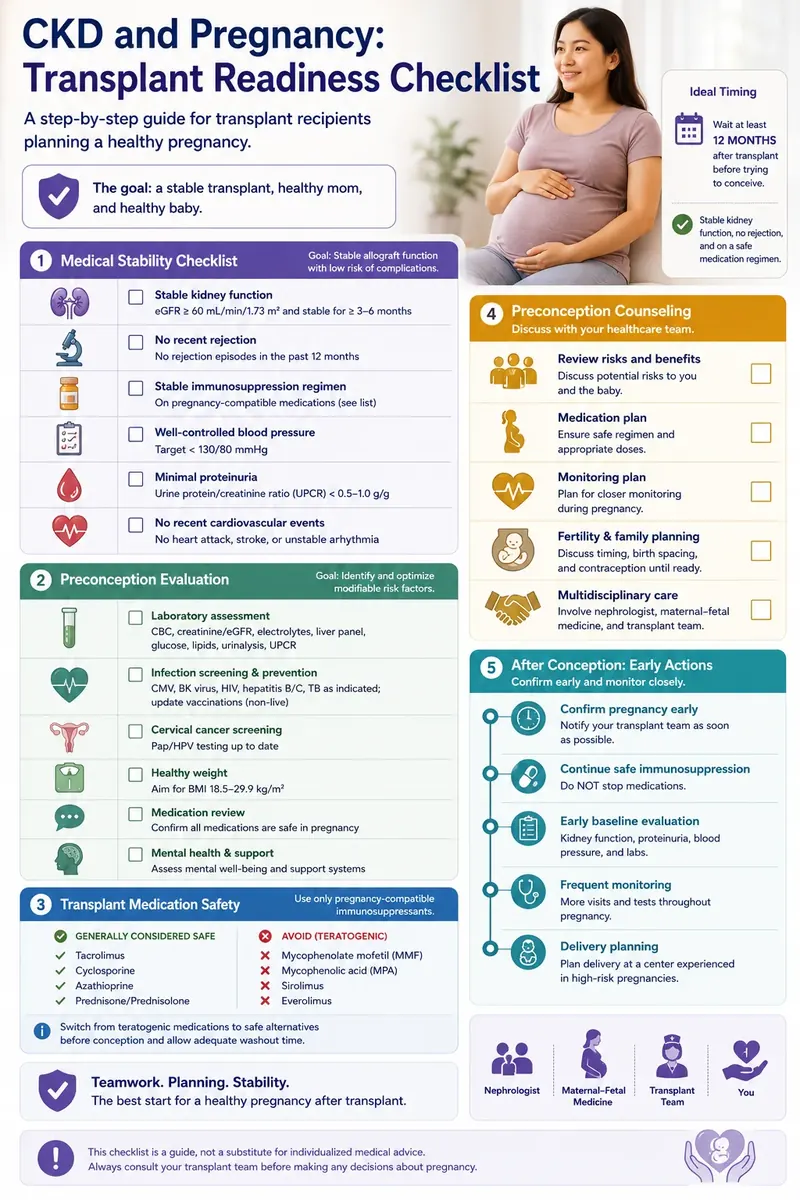 CKD and Pregnancy:
Transplant Readiness Checklist
A step-by-step guide for transplant recipients
planning a healthy pregnancy.
The goal: a stable transplant, healthy mom,
and healthy baby.
Ideal Timing
Wait at least
12 MONTHS
after transplant
before trying
to conceive.
Stable kidney
function, no rejection,
and on a safe
medication regimen.
1 Medical Stability Checklist
Goal: Stable allograft function
with low risk of complications.
Stable kidney function
eGFR ≥ 60 mL/min/1.73 m² and stable for ≥ 3–6 months
No recent rejection
No rejection episodes in the past 12 months
Stable immunosuppression regimen
On pregnancy-compatible medications (see list)
Well-controlled blood pressure
Target < 130/80 mmHg
Minimal proteinuria
Urine protein/creatinine ratio (UPCR) < 0.5–1.0 g/g
No recent cardiovascular events
No heart attack, stroke, or unstable arhythmia
2 Preconception Evaluation
Goal: Identify and optimize
modifiable risk factors.
Laboratory assessment
CBC, creatinine/eGFR, electrolytes, liver panel,
glucose, lipids, urinalysis, UPCR
Infection screening & prevention
CMV, BK virus, HIV, hepatitis B/C, TB as indicated;
update vaccinations (non-live)
Cervical cancer screening
Pap/HPV testing up to date
Healthy weight
Aim for BMI 18.5–29.9 kg/m²
Medication review
Confirm all medications are safe in pregnancy
Mental health & support
Assess mental well-being and support systems
3 Transplant Medication Safety
Use only pregnancy-compatible
immunosuppressants.
GENERALLY CONSIDERED SAFE
Tacrolimus
Cyclosporine
Azathioprine
Prednisone/Prednisolone
AVOID (TERATOGENIC)
Mycophenolate mofetil (MMF)
Mycophenolic acid (MPA)
Sirolimus
Everolimus
Switch from teratogenic medications to safe alternatives
before conception and allow adequate washout time.
Teamwork. Planning. Stability.
The best start for a healthy pregnancy after transplant.
4 Preconception Counseling
Discuss with your healthcare team.
Review risks and benefits
Discuss potential risks to you
and the baby.
Medication plan
Ensure safe regimen and
appropriate doses.
Monitoring plan
Plan for closer monitoring
during pregnancy.
Fertility & family planning
Discuss timing, birth spacing,
and contraception until ready.
Multidisciplinary care
Involve nephrologist, maternal–fetal
medicine, and transplant team.
5 After Conception: Early Actions
Confirm early and monitor closely.
Confirm pregnancy early
Notify your transplant team as soon
as possible.
Continue safe immunosuppression
Do NOT stop medications.
Early baseline evaluation
Kidney function, proteinuria, blood
pressure, and labs.
Frequent monitoring
More visits and tests throughout
pregnancy.
Delivery planning
Plan delivery at a center experienced
in high-risk pregnancies.
Nephrologist
Maternal–Fetal
Medicine
Transplant
Team
You
This checklist is a guide, not a substitute for individualized medical advice.
Always consult your transplant team before making any decisions about pregnancy.